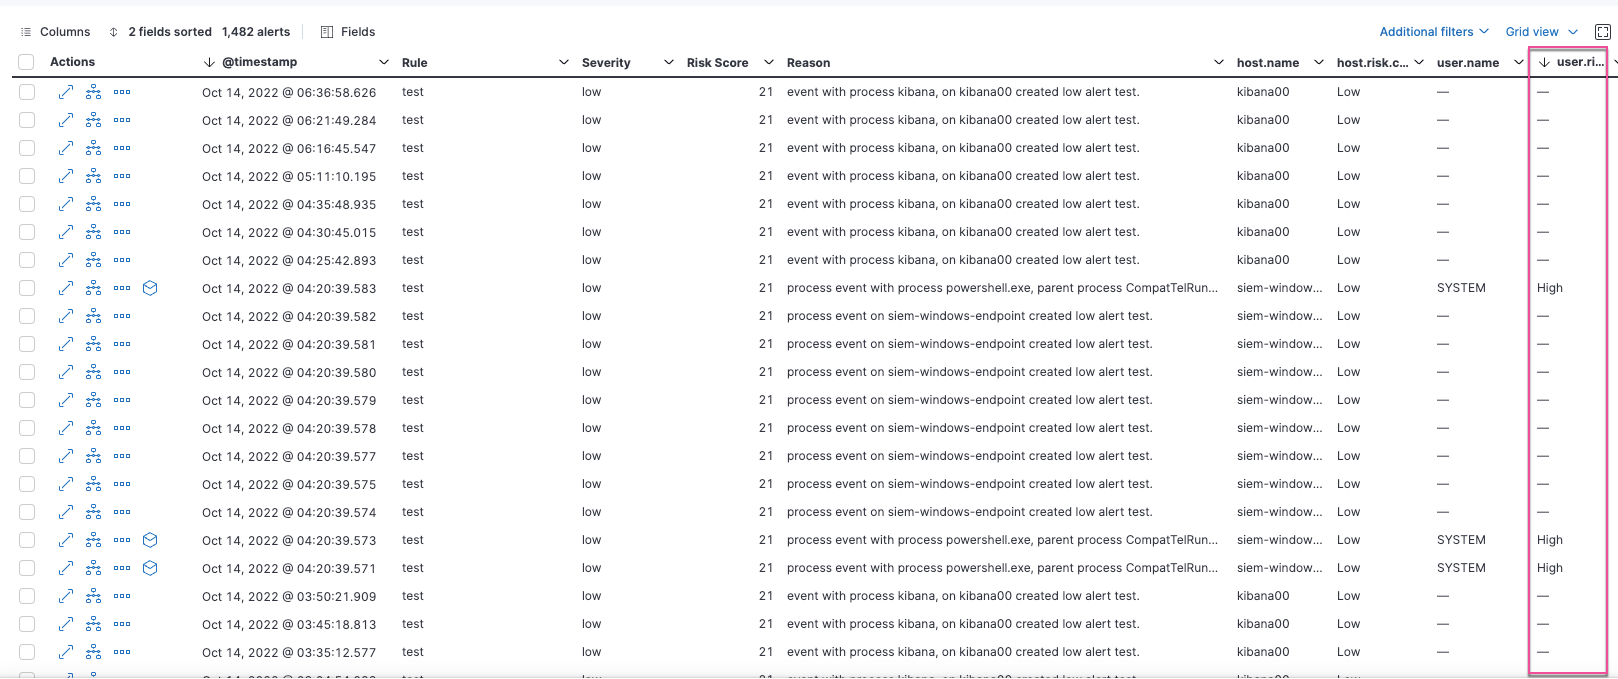 Columns 2 fields sorted 1,482 alerts Fields Additional filters Grid view
Actions @timestamp Rule Severity Risk Score Reason host.name host.risk.c... user.name user.ri...
Oct 14, 2022 @ 06:36:58.626 test low 21 event with process kibana, on kibana00 created low alert test. kibana00 Low — —
Oct 14, 2022 @ 06:21:49.284 test low 21 event with process kibana, on kibana00 created low alert test. kibana00 Low — —
Oct 14, 2022 @ 06:16:45.547 test low 21 event with process kibana, on kibana00 created low alert test. kibana00 Low — —
Oct 14, 2022 @ 05:11:10.195 test low 21 event with process kibana, on kibana00 created low alert test. kibana00 Low — —
Oct 14, 2022 @ 04:35:48.935 test low 21 event with process kibana, on kibana00 created low alert test. kibana00 Low — —
Oct 14, 2022 @ 04:30:45.015 test low 21 event with process kibana, on kibana00 created low alert test. kibana00 Low — —
Oct 14, 2022 @ 04:25:42.893 test low 21 event with process kibana, on kibana00 created low alert test. kibana00 Low — —
Oct 14, 2022 @ 04:20:39.583 test low 21 process event with process powershell.exe, parent process CompatTelRun... siem-window... Low SYSTEM High
Oct 14, 2022 @ 04:20:39.582 test low 21 process event on siem-windows-endpoint created low alert test. siem-window... Low — —
Oct 14, 2022 @ 04:20:39.581 test low 21 process event on siem-windows-endpoint created low alert test. siem-window... Low — —
Oct 14, 2022 @ 04:20:39.580 test low 21 process event on siem-windows-endpoint created low alert test. siem-window... Low — —
Oct 14, 2022 @ 04:20:39.579 test low 21 process event on siem-windows-endpoint created low alert test. siem-window... Low — —
Oct 14, 2022 @ 04:20:39.578 test low 21 process event on siem-windows-endpoint created low alert test. siem-window... Low — —
Oct 14, 2022 @ 04:20:39.577 test low 21 process event on siem-windows-endpoint created low alert test. siem-window... Low — —
Oct 14, 2022 @ 04:20:39.575 test low 21 process event on siem-windows-endpoint created low alert test. siem-window... Low — —
Oct 14, 2022 @ 04:20:39.574 test low 21 process event on siem-windows-endpoint created low alert test. siem-window... Low — —
Oct 14, 2022 @ 04:20:39.573 test low 21 process event with process powershell.exe, parent process CompatTelRun... siem-window... Low SYSTEM High
Oct 14, 2022 @ 04:20:39.571 test low 21 process event with process powershell.exe, parent process CompatTelRun... siem-window... Low SYSTEM High
Oct 14, 2022 @ 03:50:21.909 test low 21 event with process kibana, on kibana00 created low alert test. kibana00 Low — —
Oct 14, 2022 @ 03:45:18.813 test low 21 event with process kibana, on kibana00 created low alert test. kibana00 Low — —
Oct 14, 2022 @ 03:35:12.577 test low 21 event with process kibana, on kibana00 created low alert test. kibana00 Low — —